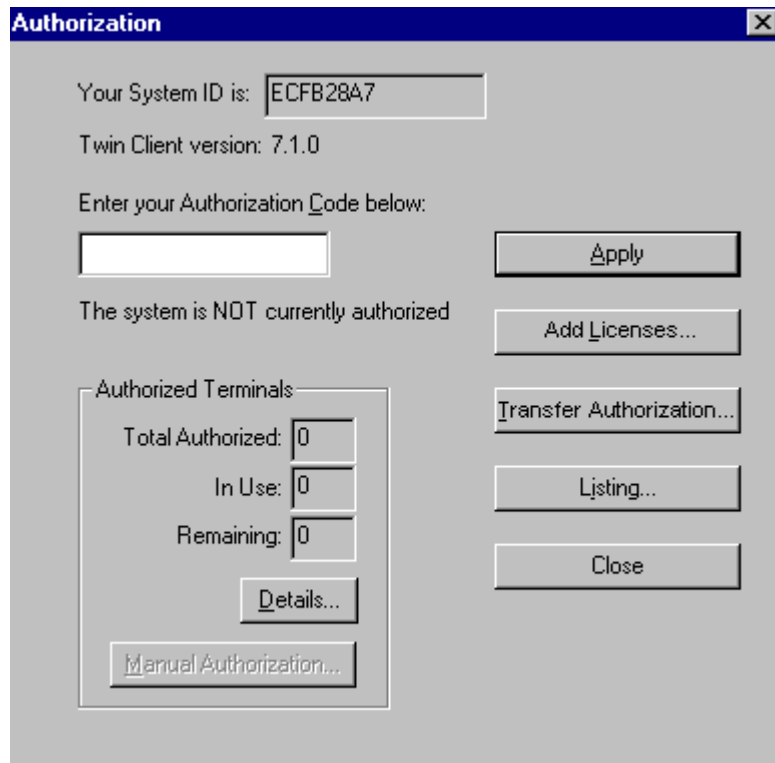 Authorization
Your System ID is: ECFB28A7
Twin Client version: 7.1.0
Enter your Authorization Code below:
Apply
The system is NOT currently authorized
Add Licenses...
Authorized Terminals
Transfer Authorization...
Total Authorized: 0
In Use: 0
Listing...
Remaining: 0
Close
Details...
Manual Authorization...